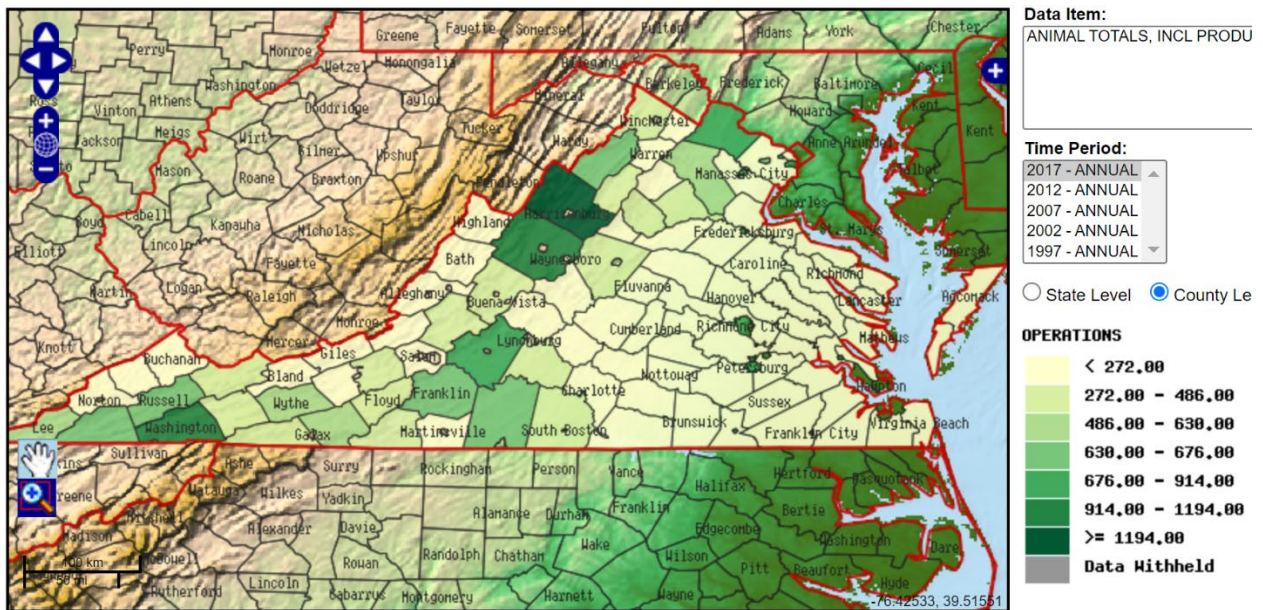 Data Item:
ANIMAL TOTALS, INCL PRODU
Time Period:
2017 - ANNUAL
2012 - ANNUAL
2007 - ANNUAL
2002 - ANNUAL
1997 - ANNUAL
State Level
County Le
OPERATIONS
< 272.00
272.00 - 486.00
486.00 - 630.00
630.00 - 676.00
676.00 - 914.00
914.00 - 1194.00
>= 1194.00
Data Withheld
Greene
Fayette
Somerset
Fulton
Adams
York
Chester
Perry
Monroe
Wetzel
Monongalia
Allegany
Washington
Berkeley
Frederick
Baltimore
Cecil
Vinton
Athens
Doddridge
Taylor
Mineral
Howard
Kent
Kent
Jackson
Meigs
Wirt
Tucker
Hardy
Winchester
Anne Arundel
Mason
Roane
Gilmer
Upshur
Warren
Talbot
Braxton
Pendleton
Manassas City
Charles
Boyd
Cabell
Kanawha
Nicholas
Highland
Harrisonburg
Fredericksburg
St. Marys
Elliott
Lincoln
Fayette
Bath
Waynesboro
Caroline
Richmond
Somerset
Martin
Logan
Raleigh
Alleghany
Buena Vista
Fluvanna
Hanover
Lancaster
Accomack
Knott
Mercer
Monroe
Cumberland
Richmond City
Mathews
Buchanan
Giles
Salem
Lynchburg
Petersburg
Bland
Nottoway
Hampton
Norton
Russell
Wythe
Floyd
Franklin
Charlotte
Sussex
Lee
Washington
Galax
Martinsville
South Boston
Brunswick
Franklin City
Virginia Beach
Sullivan
Ashe
Surry
Rockingham
Person
Vance
Hertford
Pasquotank
Watauga
Wilkes
Yadkin
Halifax
Mitchell
Alamance
Durham
Franklin
Bertie
Madison
Alexander
Davie
Edgecombe
Washington
McDowell
Rowan
Randolph
Chatham
Wake
Wilson
Dare
100 km
50 mi
Pitt
Beaufort
Rutherford
Lincoln
Cabarrus
Montgomery
Harnett
Wayne
Hyde
-76.42533, 39.51551